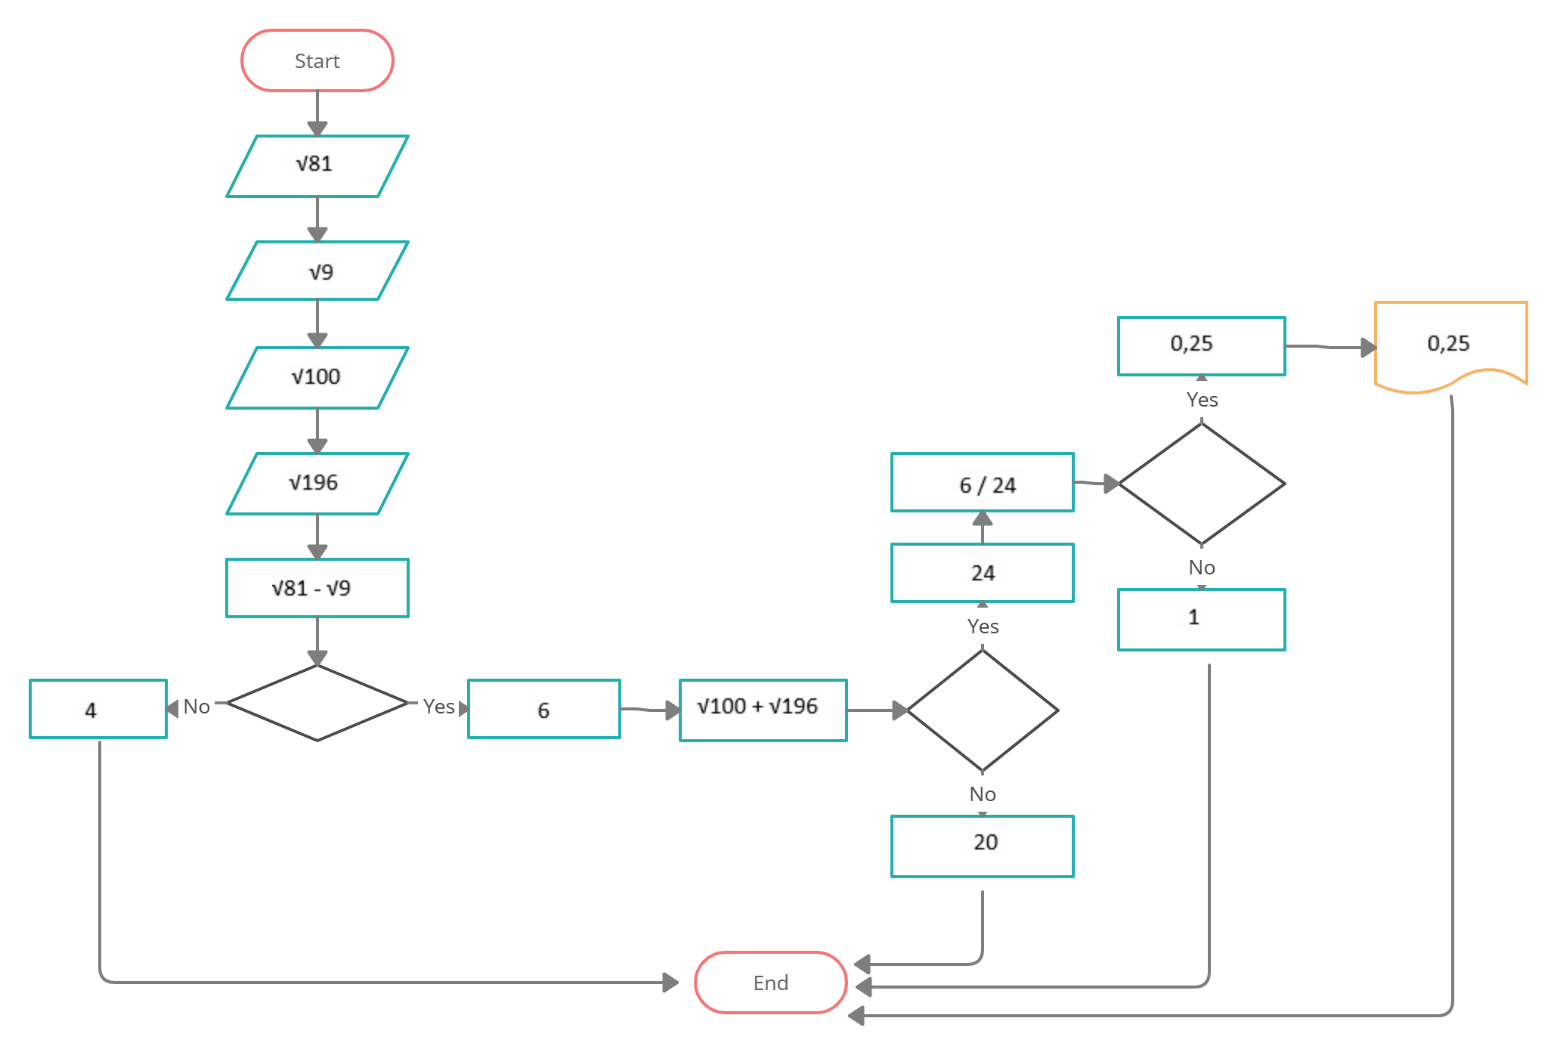 Start
√81
√9
√100
√196
√81 - √9
4
No
Yes
6
√100 + √196
Yes
24
6 / 24
No
20
Yes
0,25
0,25
No
1
End